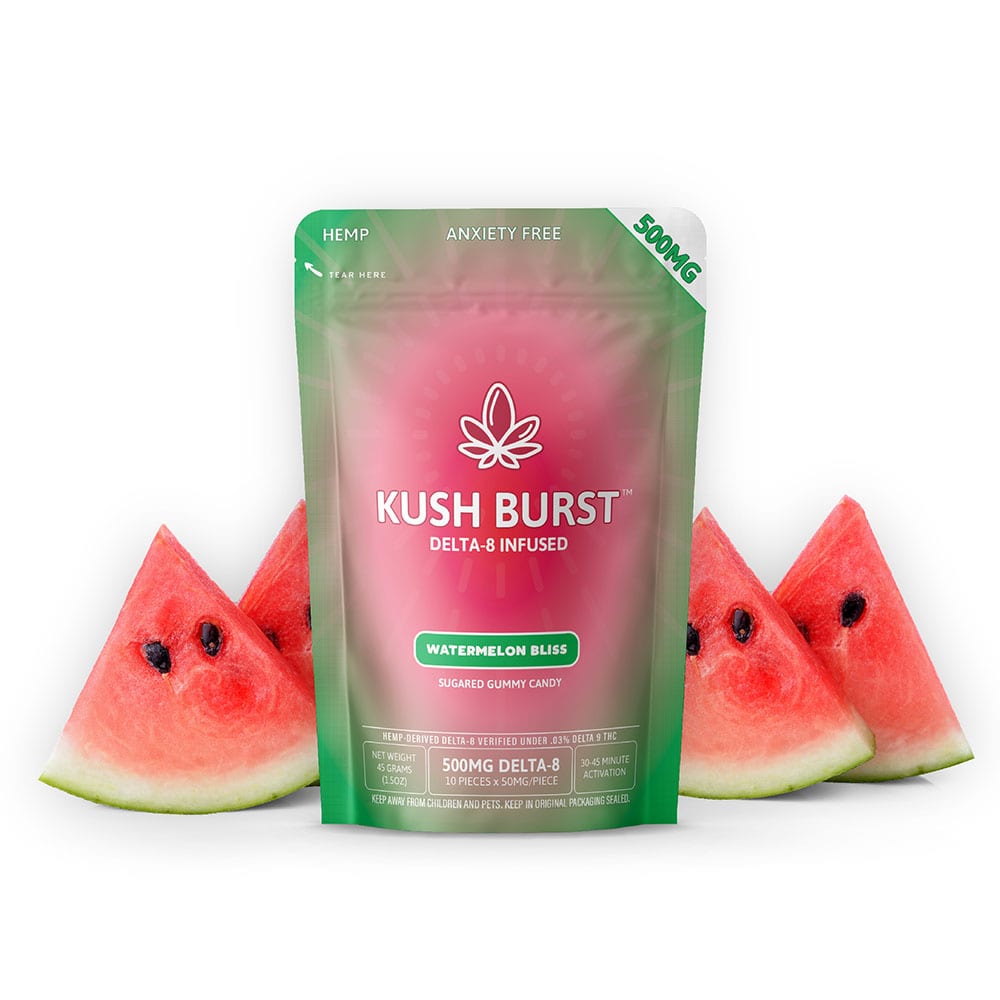 HEMP
ANXIETY FREE
500MG
TEAR HERE
KUSH BURST™
DELTA-8 INFUSED
WATERMELON BLISS
SUGARED GUMMY CANDY
HEMP-DERIVED DELTA-8 VERIFIED UNDER .03% DELTA 9 THC
NET WEIGHT
45 GRAMS
(1.5OZ)
500MG DELTA-8
10 PIECES x 50MG/PIECE
30-45 MINUTE
ACTIVATION
KEEP AWAY FROM CHILDREN AND PETS. KEEP IN ORIGINAL PACKAGING SEALED.